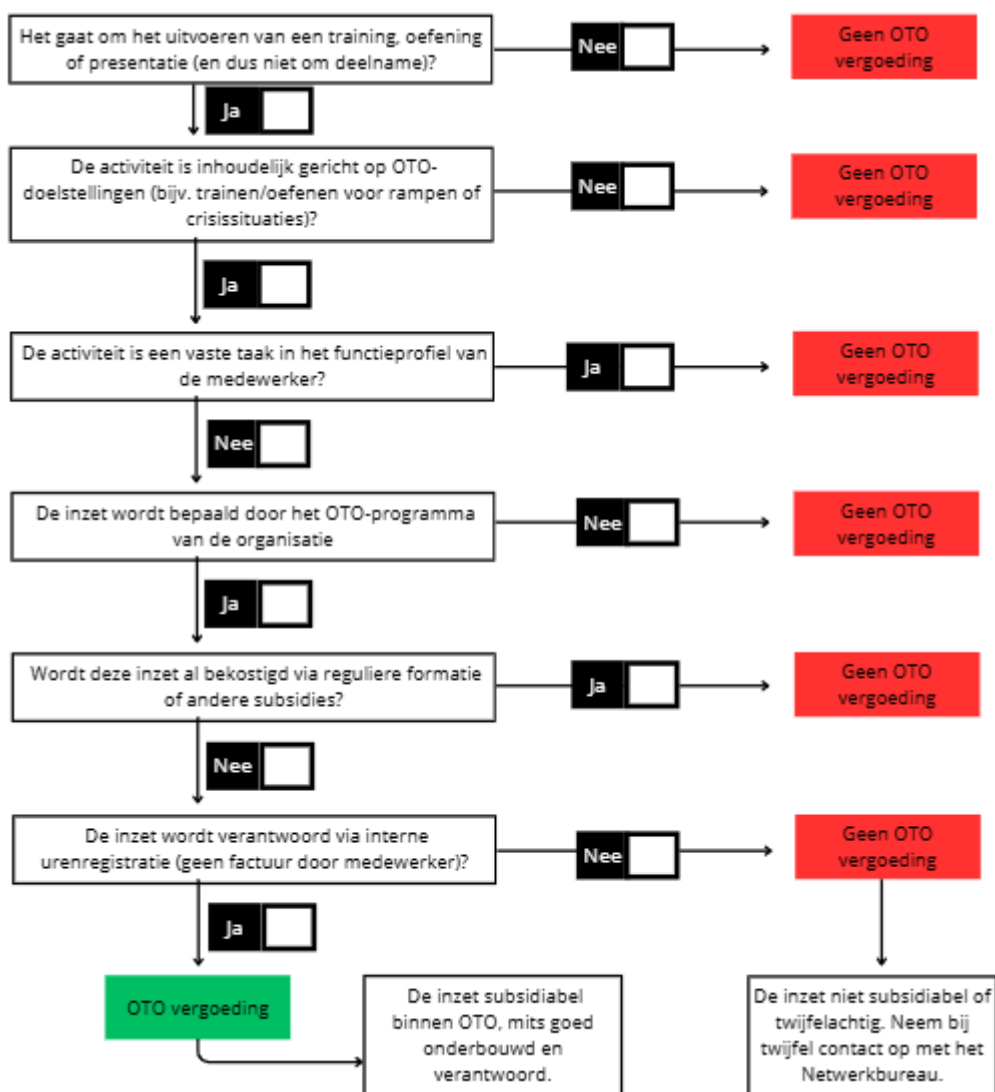 Het gaat om het uitvoeren van een training, oefening
of presentatie (en dus niet om deelname)?
Nee
Geen OTO
vergoeding
Ja
De activiteit is inhoudelijk gericht op OTO-
doelstellingen (bijv. trainen/oefenen voor rampen of
crisissituaties)?
Nee
Geen OTO
vergoeding
Ja
De activiteit is een vaste taak in het functieprofiel van
de medewerker?
Ja
Geen OTO
vergoeding
Nee
De inzet wordt bepaald door het OTO-programma
van de organisatie
Nee
Geen OTO
vergoeding
Ja
Wordt deze inzet al bekostigd via reguliere formatie
of andere subsidies?
Ja
Geen OTO
vergoeding
Nee
De inzet wordt verantwoord via interne
urenregistratie (geen factuur door medewerker)?
Nee
Geen OTO
vergoeding
Ja
OTO vergoeding
De inzet subsidiabel
binnen OTO, mits goed
onderbouwd en
verantwoord.
De inzet niet subsidiabel of
twijfelachtig. Neem bij
twijfel contact op met het
Netwerkbureau.